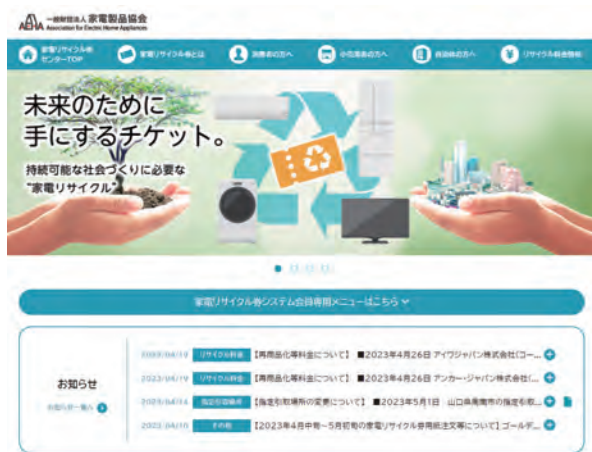 一般財団法人 家電製品協会
Association for Electric Home Appliances
家電リサイクル券
センターTOP
家電リサイクル券とは
消費者の方へ
小売業者の方へ
自治体の方へ
リサイクル料金情報
未来のために
手にするチケット。
持続可能な社会づくりに必要な
"家電リサイクル"
家電リサイクル券システム会員専用メニューはこちら
お知らせ
お知らせ一覧へ
2023/04/19 リサイクル料金 【再商品化等料金について】 ■2023年4月26日 アイワジャパン株式会社(コー...
2023/04/19 リサイクル料金 【再商品化等料金について】 ■2023年4月26日 アンカー・ジャパン株式会社(...
2023/04/14 指定引取場所 【指定引取場所の変更について】 ■2023年5月1日 山口県周南市の指定引取...
2023/04/10 その他 【2023年4月中旬～5月初旬の家電リサイクル券用紙注文等について】ゴールデ...